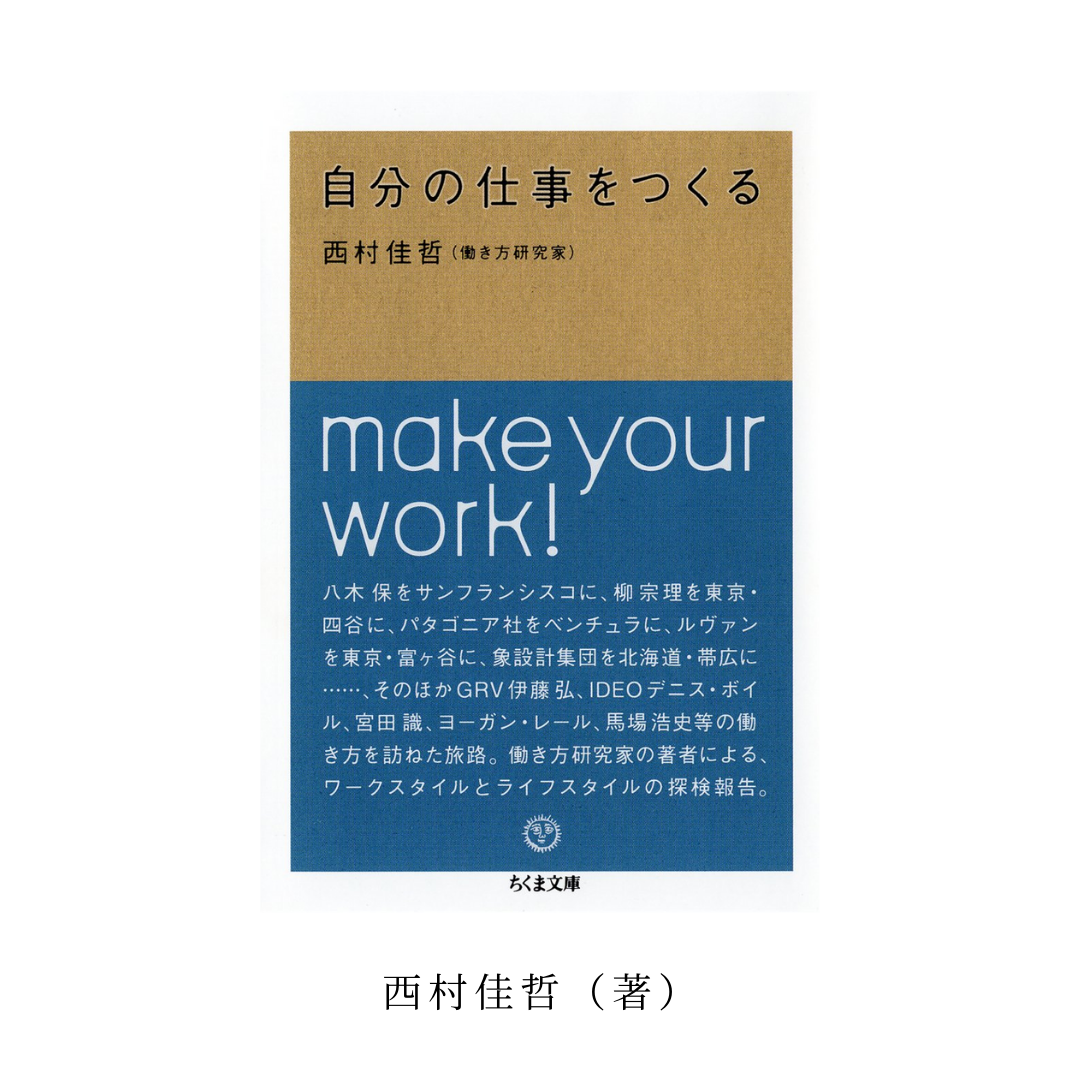 自分の仕事をつくる
西村佳哲（働き方研究家）
make your
work!
八木 保をサンフランシスコに、柳 宗理を東京・
四谷に、パタゴニア社をベンチュラに、ルヴァン
を東京・富ヶ谷に、象設計集団を北海道・帯広に
……、そのほかGRV伊藤 弘、IDEOデニス・ボイ
ル、宮田 識、ヨーガン・レール、馬場 浩史等の働
き方を訪ねた旅路。働き方研究家の著者による、
ワークスタイルとライフスタイルの探検報告。
ちくま文庫
西村佳哲（著）